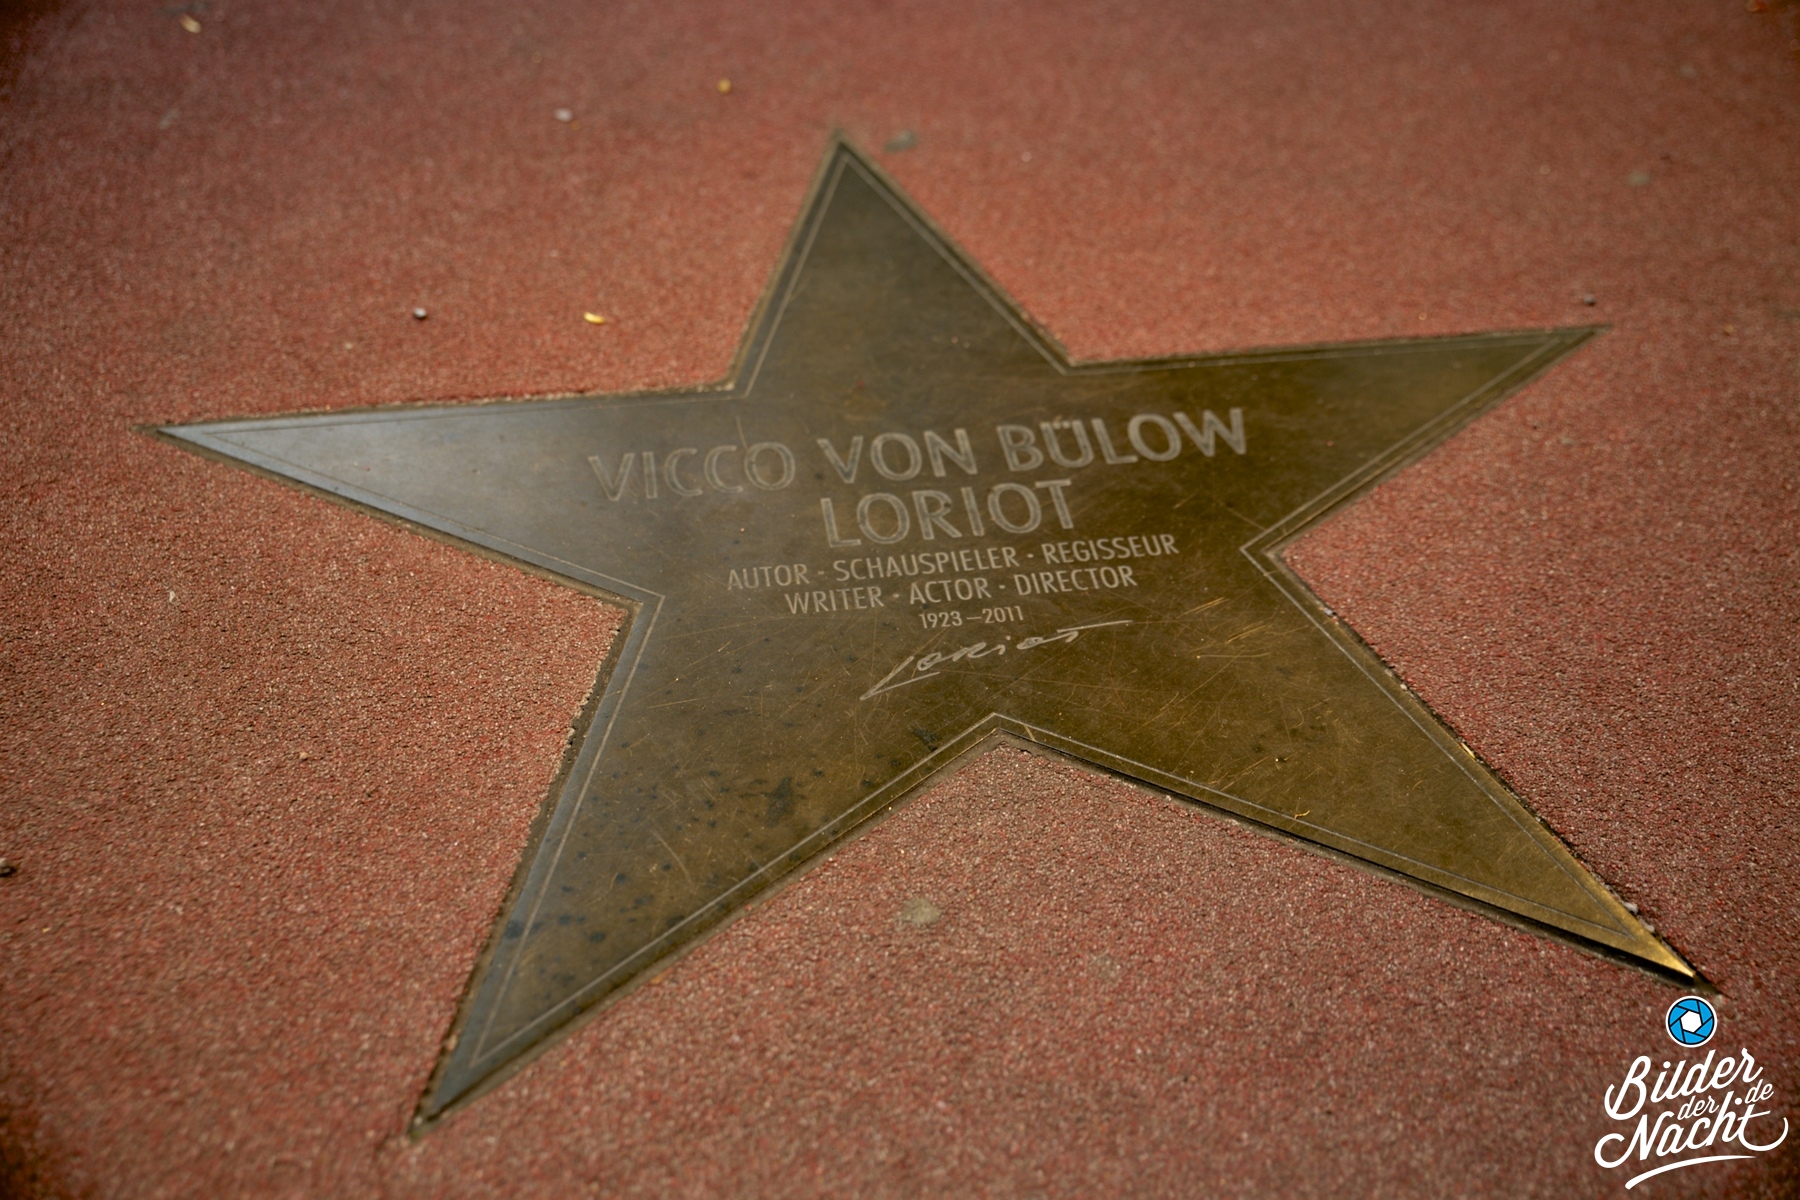 VICCO VON BÜLOW
LORIOT
AUTOR · SCHAUSPIELER · REGISSEUR
WRITER · ACTOR · DIRECTOR
1923–2011
LORIOT
Bilder
der
Nacht
.de